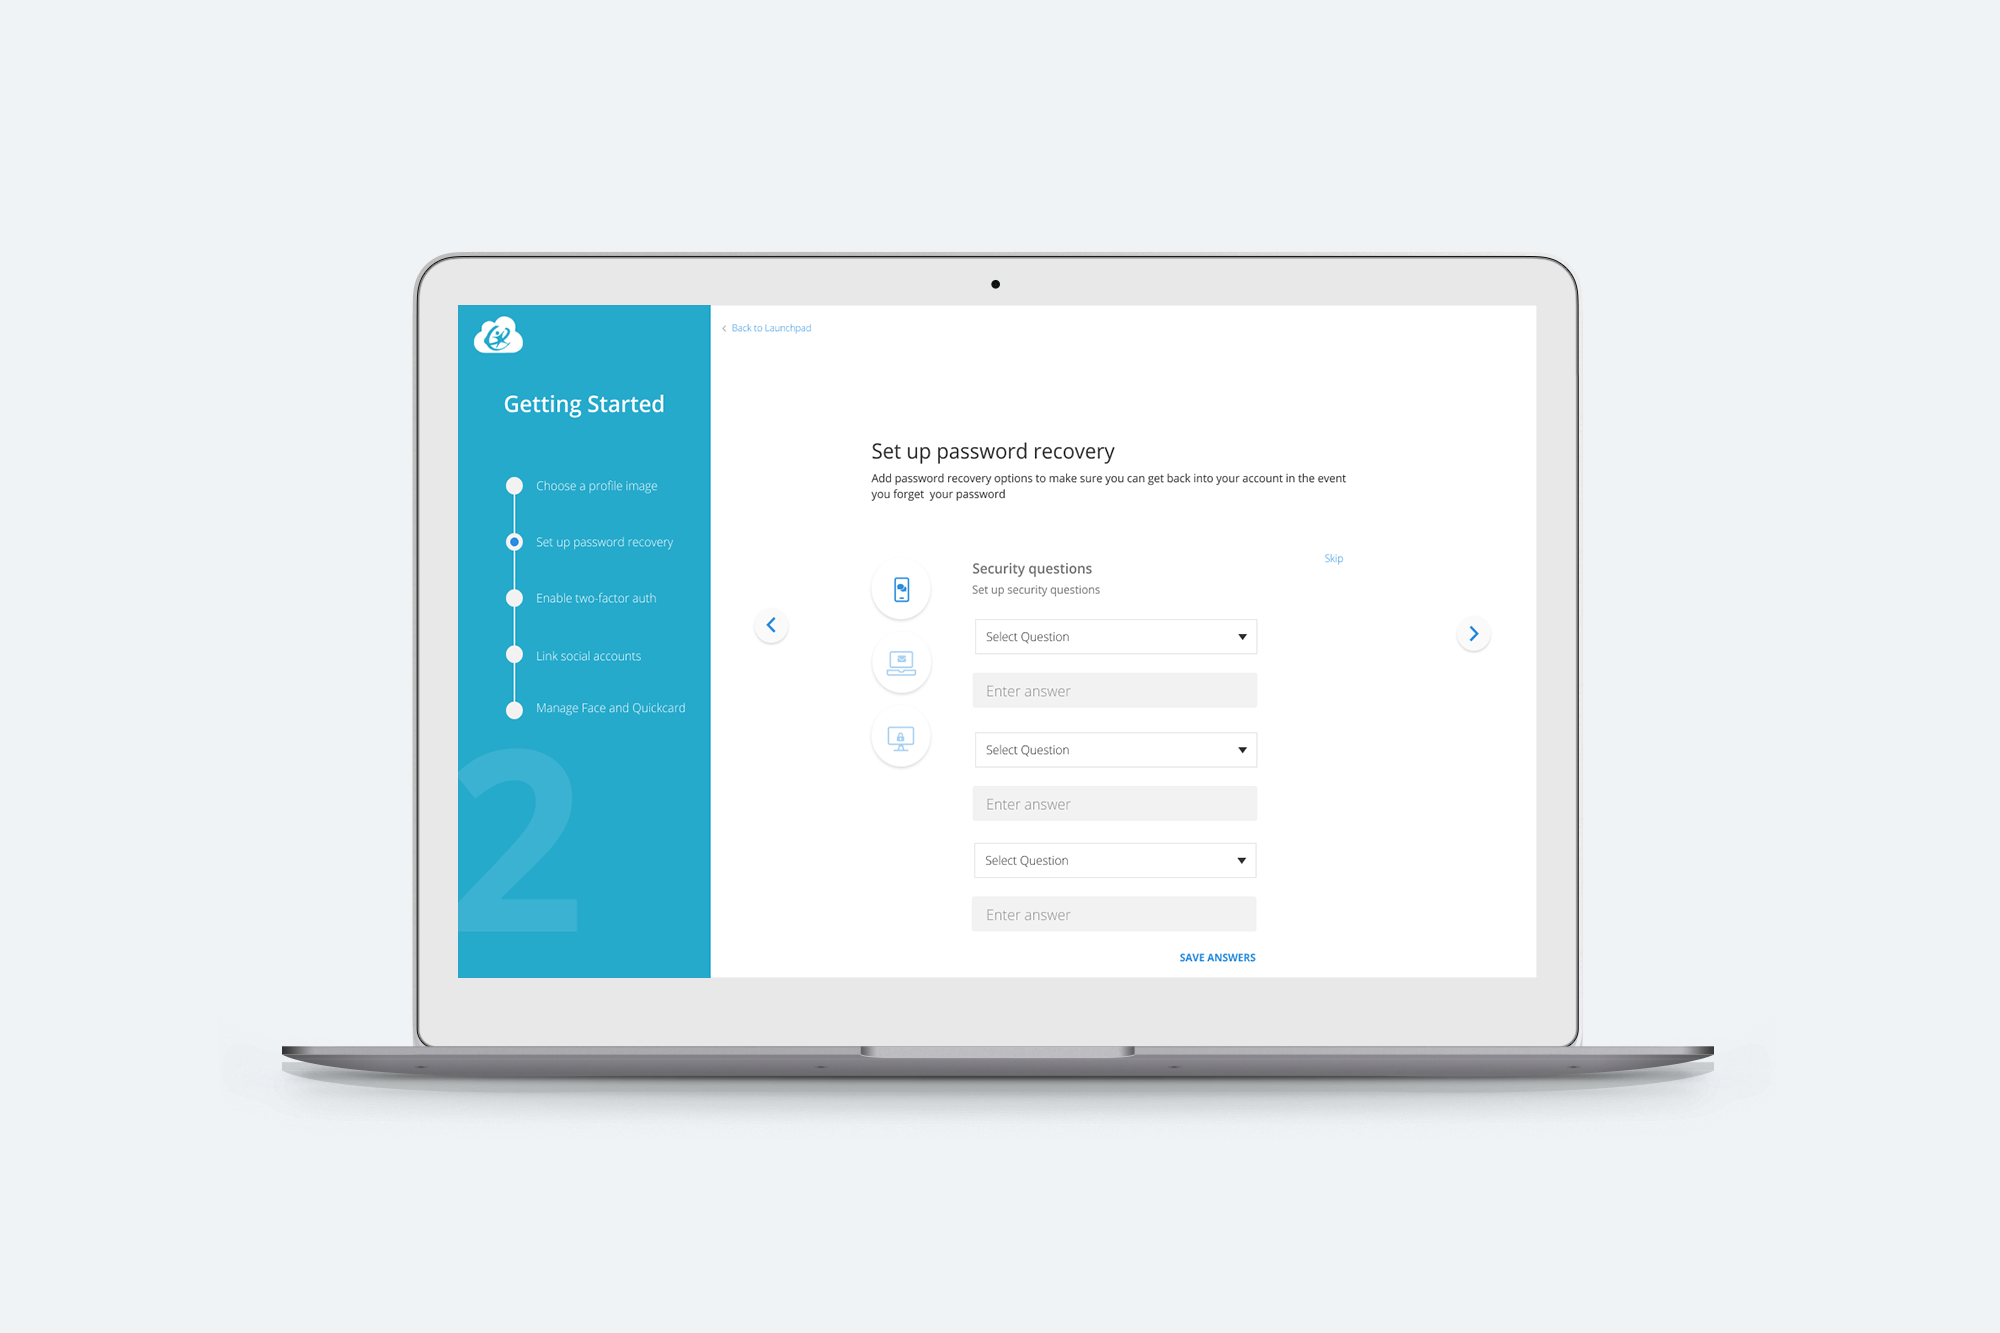 Back to Launchpad
Getting Started
Choose a profile image
Set up password recovery
Enable two-factor auth
Link social accounts
Manage Face and Quickcard
2
Set up password recovery
Add password recovery options to make sure you can get back into your account in the event
you forget  your password
Skip
Security questions
Set up security questions
Select Question
Enter answer
Select Question
Enter answer
Select Question
Enter answer
SAVE ANSWERS